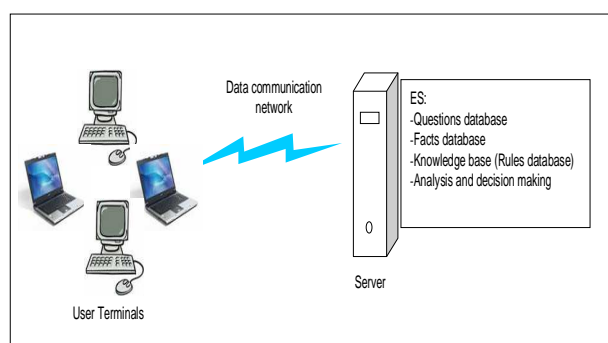 Data communication
network
ES:
-Questions database
-Facts database
-Knowledge base (Rules database)
-Analysis and decision making
Server
User Terminals